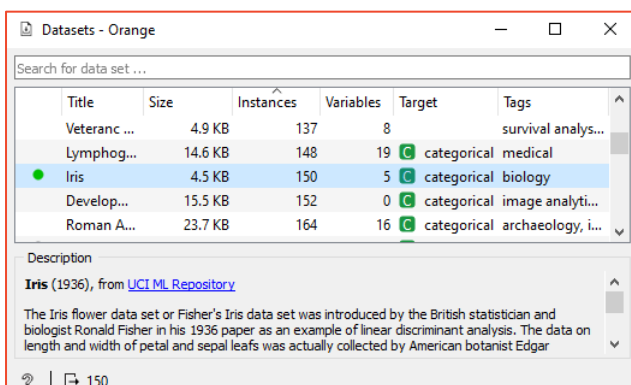 Datasets - Orange
Search for data set ...
Title Size Instances Variables Target Tags
Veteranc ... 4.9 KB 137 8 survival analys...
Lymphog... 14.6 KB 148 19 C categorical medical
Iris 4.5 KB 150 5 C categorical biology
Develop... 15.5 KB 152 0 C categorical image analyti...
Roman A... 23.7 KB 164 16 C categorical archaeology, i...
Description
Iris (1936), from UCI ML Repository
The Iris flower data set or Fisher's Iris data set was introduced by the British statistician and
biologist Ronald Fisher in his 1936 paper as an example of linear discriminant analysis. The data on
length and width of petal and sepal leafs was actually collected by American botanist Edgar
? 150